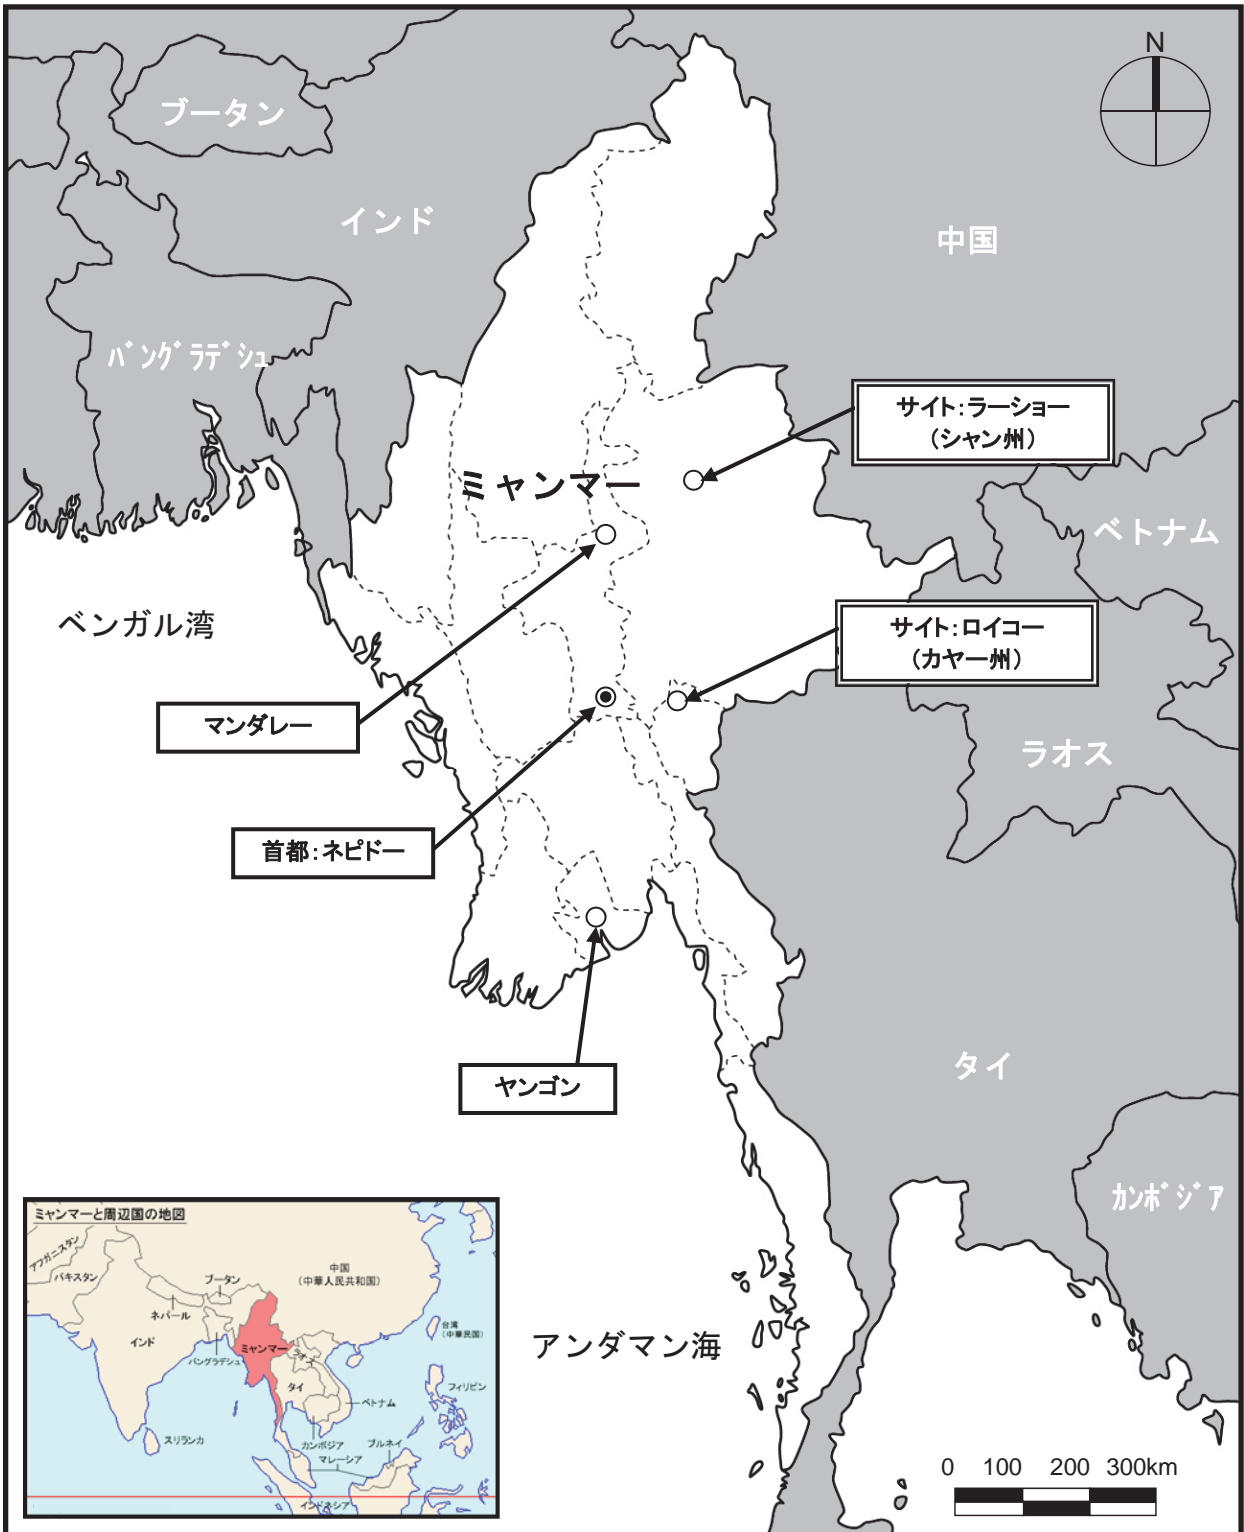 N
ブータン
インド
中国
バングラデシュ
サイト:ラーショー
(シャン州)
ミャンマー
ベトナム
ベンガル湾
サイト:ロイコー
(カヤー州)
マンダレー
ラオス
首都:ネピドー
タイ
ヤンゴン
カンボジア
アンダマン海
0 100 200 300km
ミャンマーと周辺国の地図
アフガニスタン
パキスタン
中国
(中華人民共和国)
ブータン
ネパール
インド
台湾
(中華民国)
ミャンマー
ラオス
バングラデシュ
タイ
フィリピン
ベトナム
スリランカ
カンボジア
ブルネイ
マレーシア
インドネシア